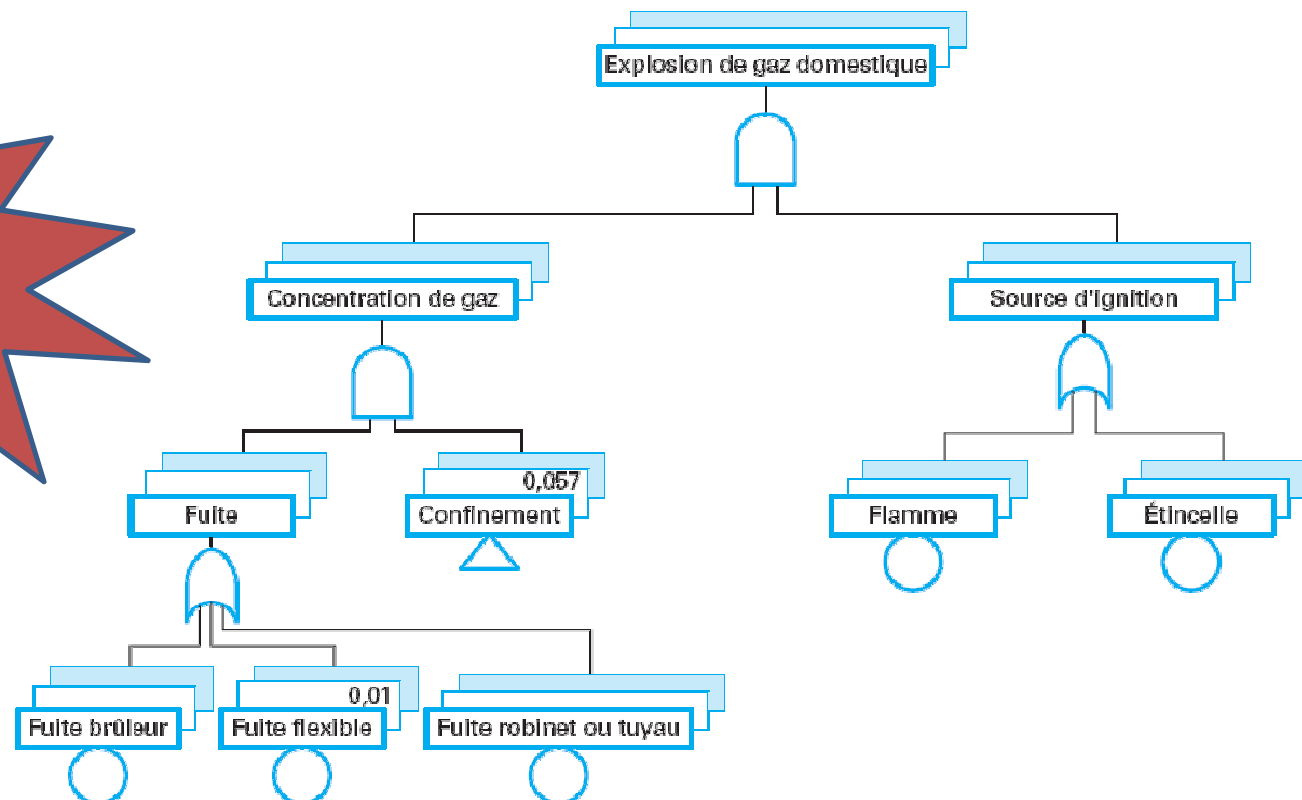 Explosion de gaz domestique
Concentration de gaz
Source d'ignition
0,057
Fuite
Confinement
Flamme
Étincelle
0,01
Fuite brûleur
Fuite flexible
Fuite robinet ou tuyau